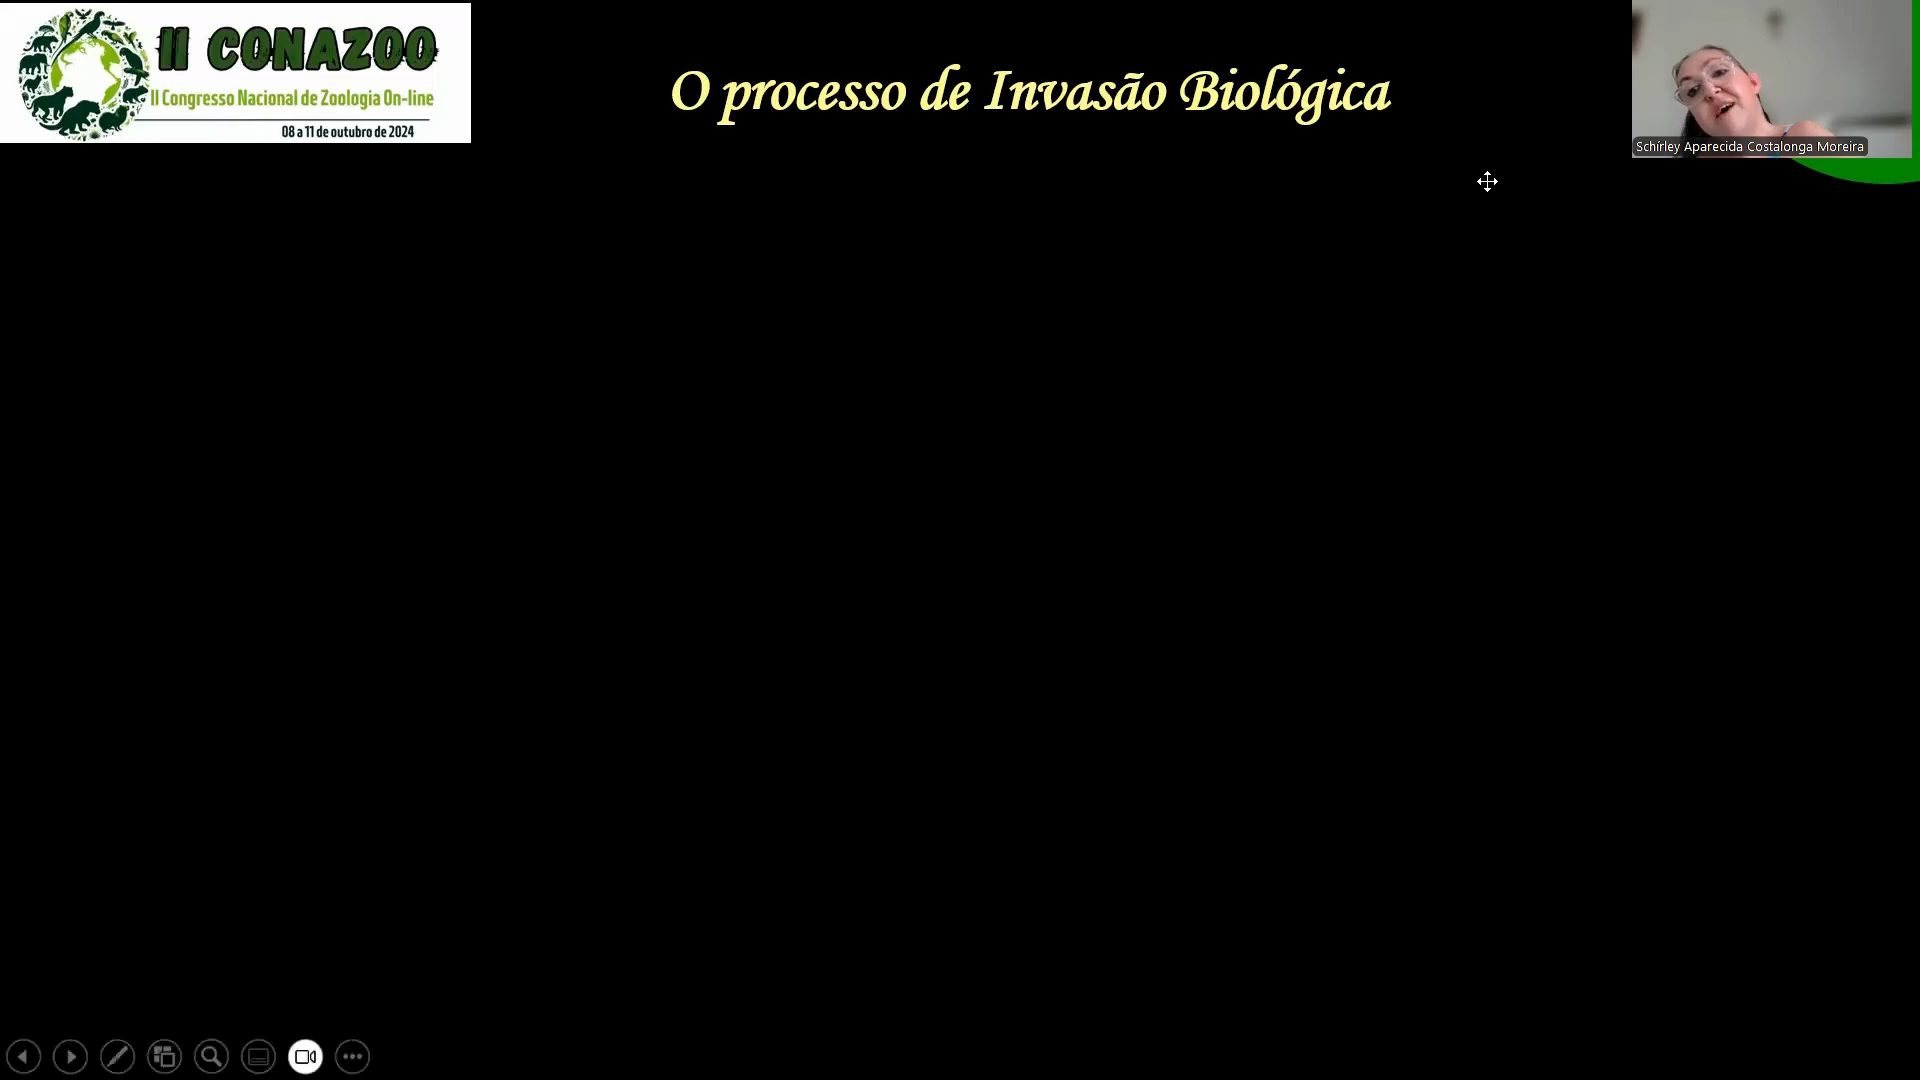 II CONAZOO
II Congresso Nacional de Zoologia On-line
08 a 11 de outubro de 2024
O processo de Invasão Biológica
Schírley Aparecida Costalonga Moreira